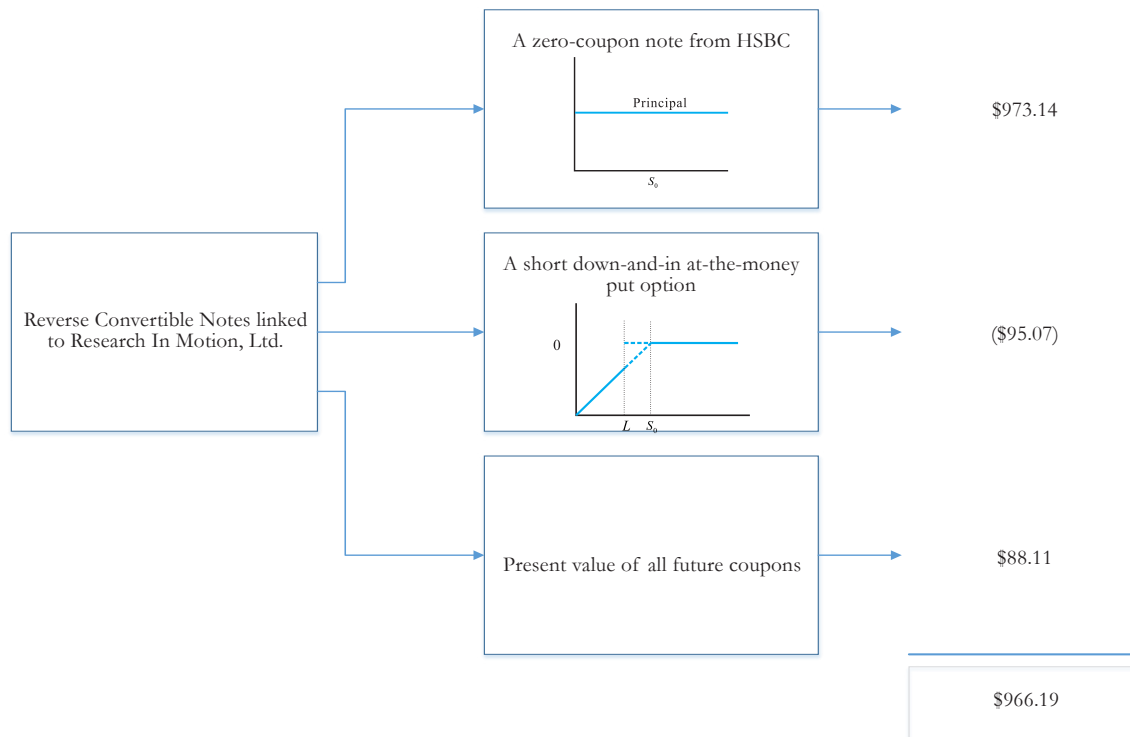 A zero-coupon note from HSBC
Principal
S₀
$973.14
Reverse Convertible Notes linked
to Research In Motion, Ltd.
A short down-and-in at-the-money
put option
0
L S₀
($95.07)
Present value of all future coupons
$88.11
$966.19